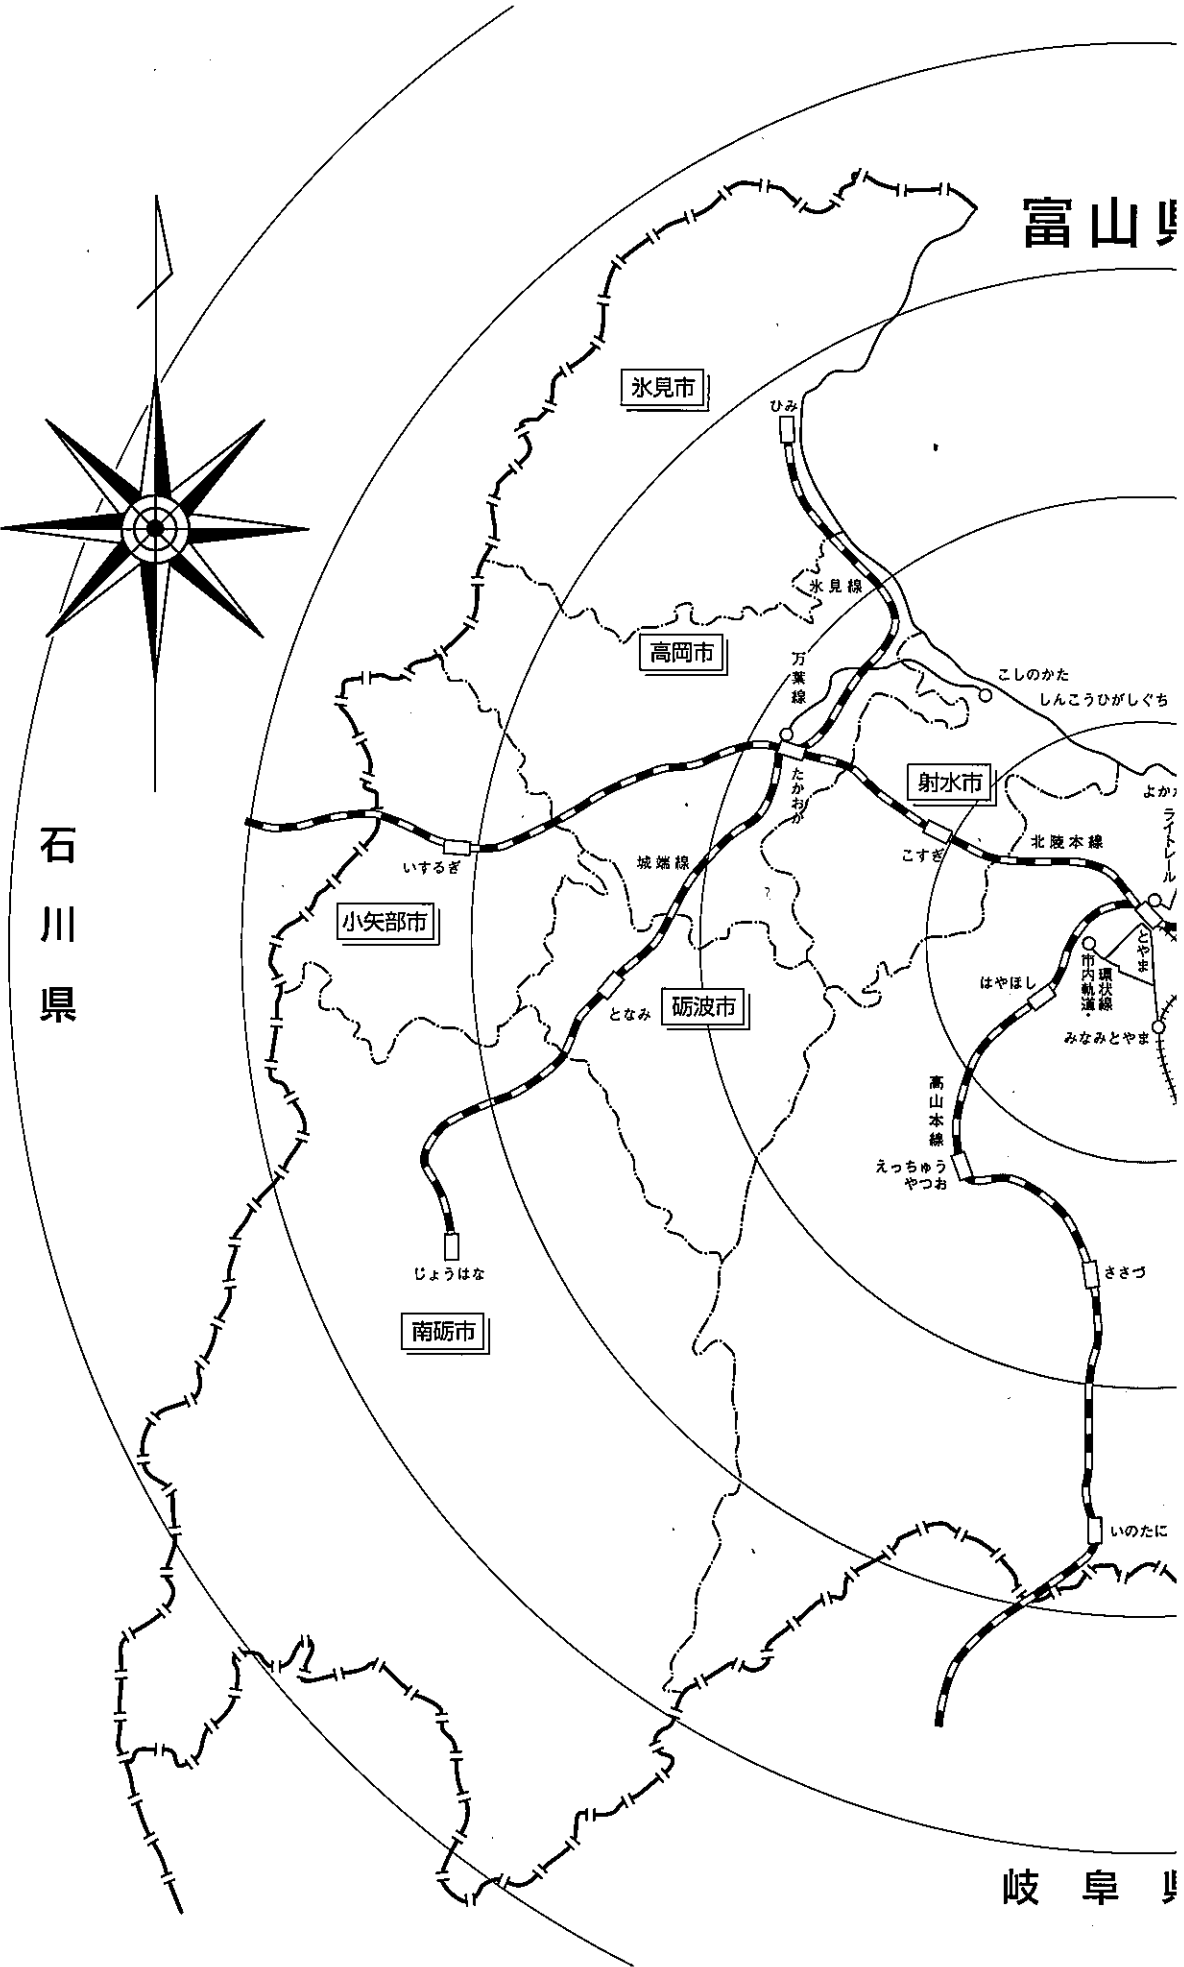 富山県
氷見市
ひみ
氷見線
高岡市
万葉線
こしのかた
しんこうひがしぐち
射水市
たかおか
よかた
ライトレール
石川県
いするぎ
城端線
こすぎ
北陵本線
小矢部市
とやま
はやほし
環状線
市内軌道・
となみ
砺波市
みなみとやま
高山本線
えっちゅう
やつお
じょうはな
ささづ
南砺市
いのたに
岐阜県